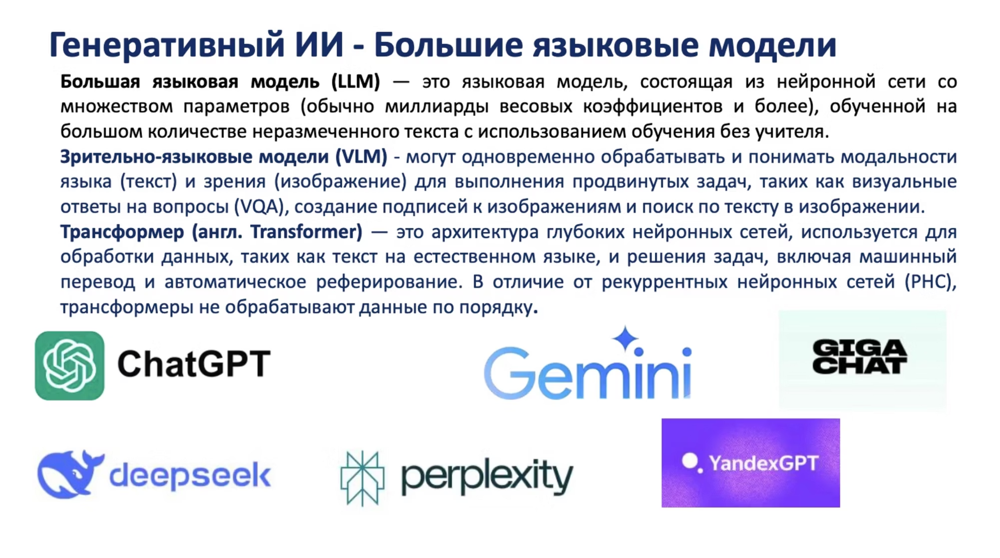 Генеративный ИИ - Большие языковые модели
Большая языковая модель (LLM) — это языковая модель, состоящая из нейронной сети со
множеством параметров (обычно миллиарды весовых коэффициентов и более), обученной на
большом количестве неразмеченного текста с использованием обучения без учителя.
Зрительно-языковые модели (VLM) - могут одновременно обрабатывать и понимать модальности
языка (текст) и зрения (изображение) для выполнения продвинутых задач, таких как визуальные
ответы на вопросы (VQA), создание подписей к изображениям и поиск по тексту в изображении.
Трансформер (англ. Transformer) — это архитектура глубоких нейронных сетей, используется для
обработки данных, таких как текст на естественном языке, и решения задач, включая машинный
перевод и автоматическое реферирование. В отличие от рекуррентных нейронных сетей (РНС),
трансформеры не обрабатывают данные по порядку.
ChatGPT
Gemini
GIGA
CHAT
deepseek
perplexity
YandexGPT